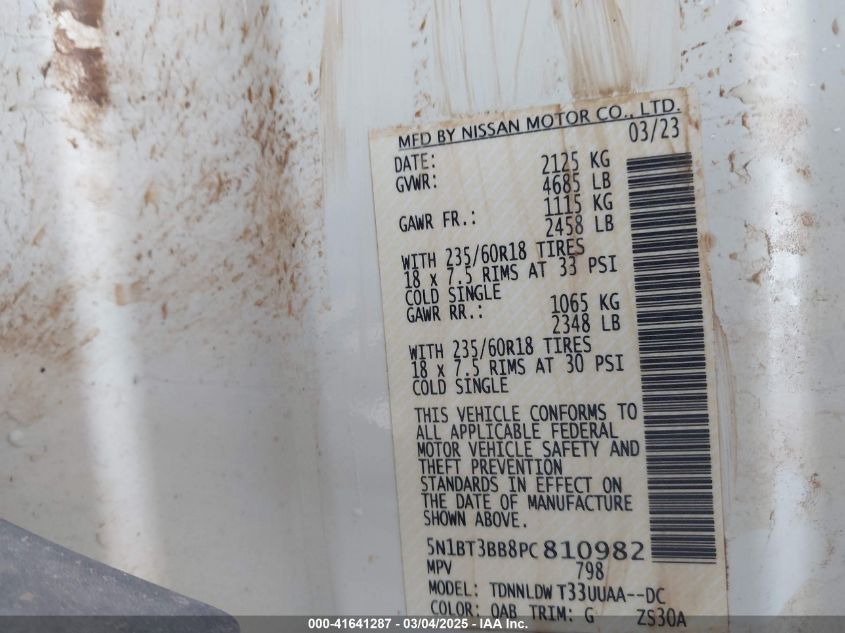 MFD BY NISSAN MOTOR CO., LTD.
DATE: 03/23
GVWR: 2125 KG
4685 LB
GAWR FR.: 1115 KG
2458 LB
WITH 235/60R18 TIRES
18 x 7.5 RIMS AT 33 PSI
COLD SINGLE
GAWR RR.: 1065 KG
2348 LB
WITH 235/60R18 TIRES
18 x 7.5 RIMS AT 30 PSI
COLD SINGLE
THIS VEHICLE CONFORMS TO
ALL APPLICABLE FEDERAL
MOTOR VEHICLE SAFETY AND
THEFT PREVENTION
STANDARDS IN EFFECT ON
THE DATE OF MANUFACTURE
SHOWN ABOVE.
5N1BT3BB8PC810982
MPV 798
MODEL: TDNNLDW T33UUAA--DC
COLOR: QAB TRIM: G ZS30A
000-41641287 - 03/04/2025 - IAA Inc.